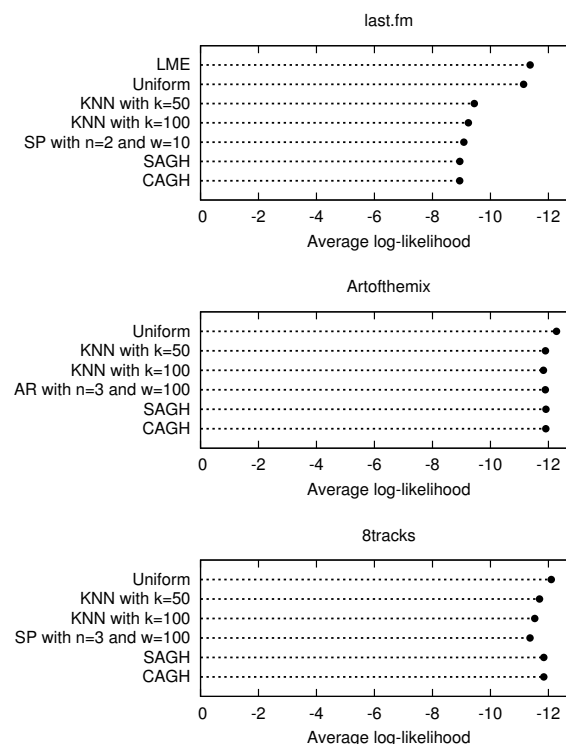 last.fm
LME
Uniform
KNN with k=50
KNN with k=100
SP with n=2 and w=10
SAGH
CAGH
0 -2 -4 -6 -8 -10 -12
Average log-likelihood
Artofthemix
Uniform
KNN with k=50
KNN with k=100
AR with n=3 and w=100
SAGH
CAGH
0 -2 -4 -6 -8 -10 -12
Average log-likelihood
8tracks
Uniform
KNN with k=50
KNN with k=100
SP with n=3 and w=100
SAGH
CAGH
0 -2 -4 -6 -8 -10 -12
Average log-likelihood